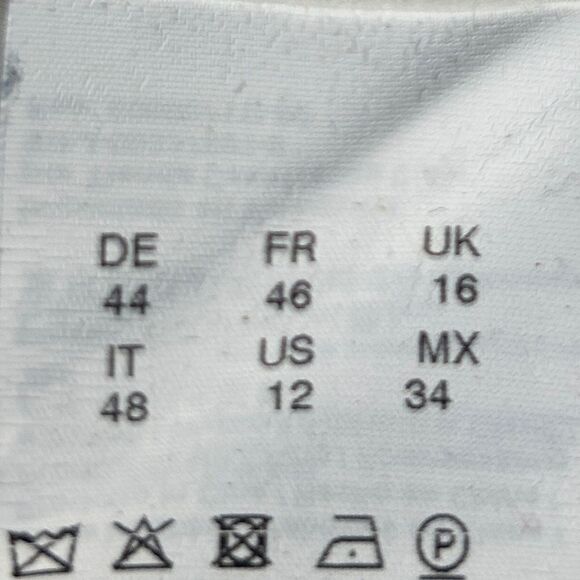 DE FR UK
44 46 16
IT US MX
48 12 34
P